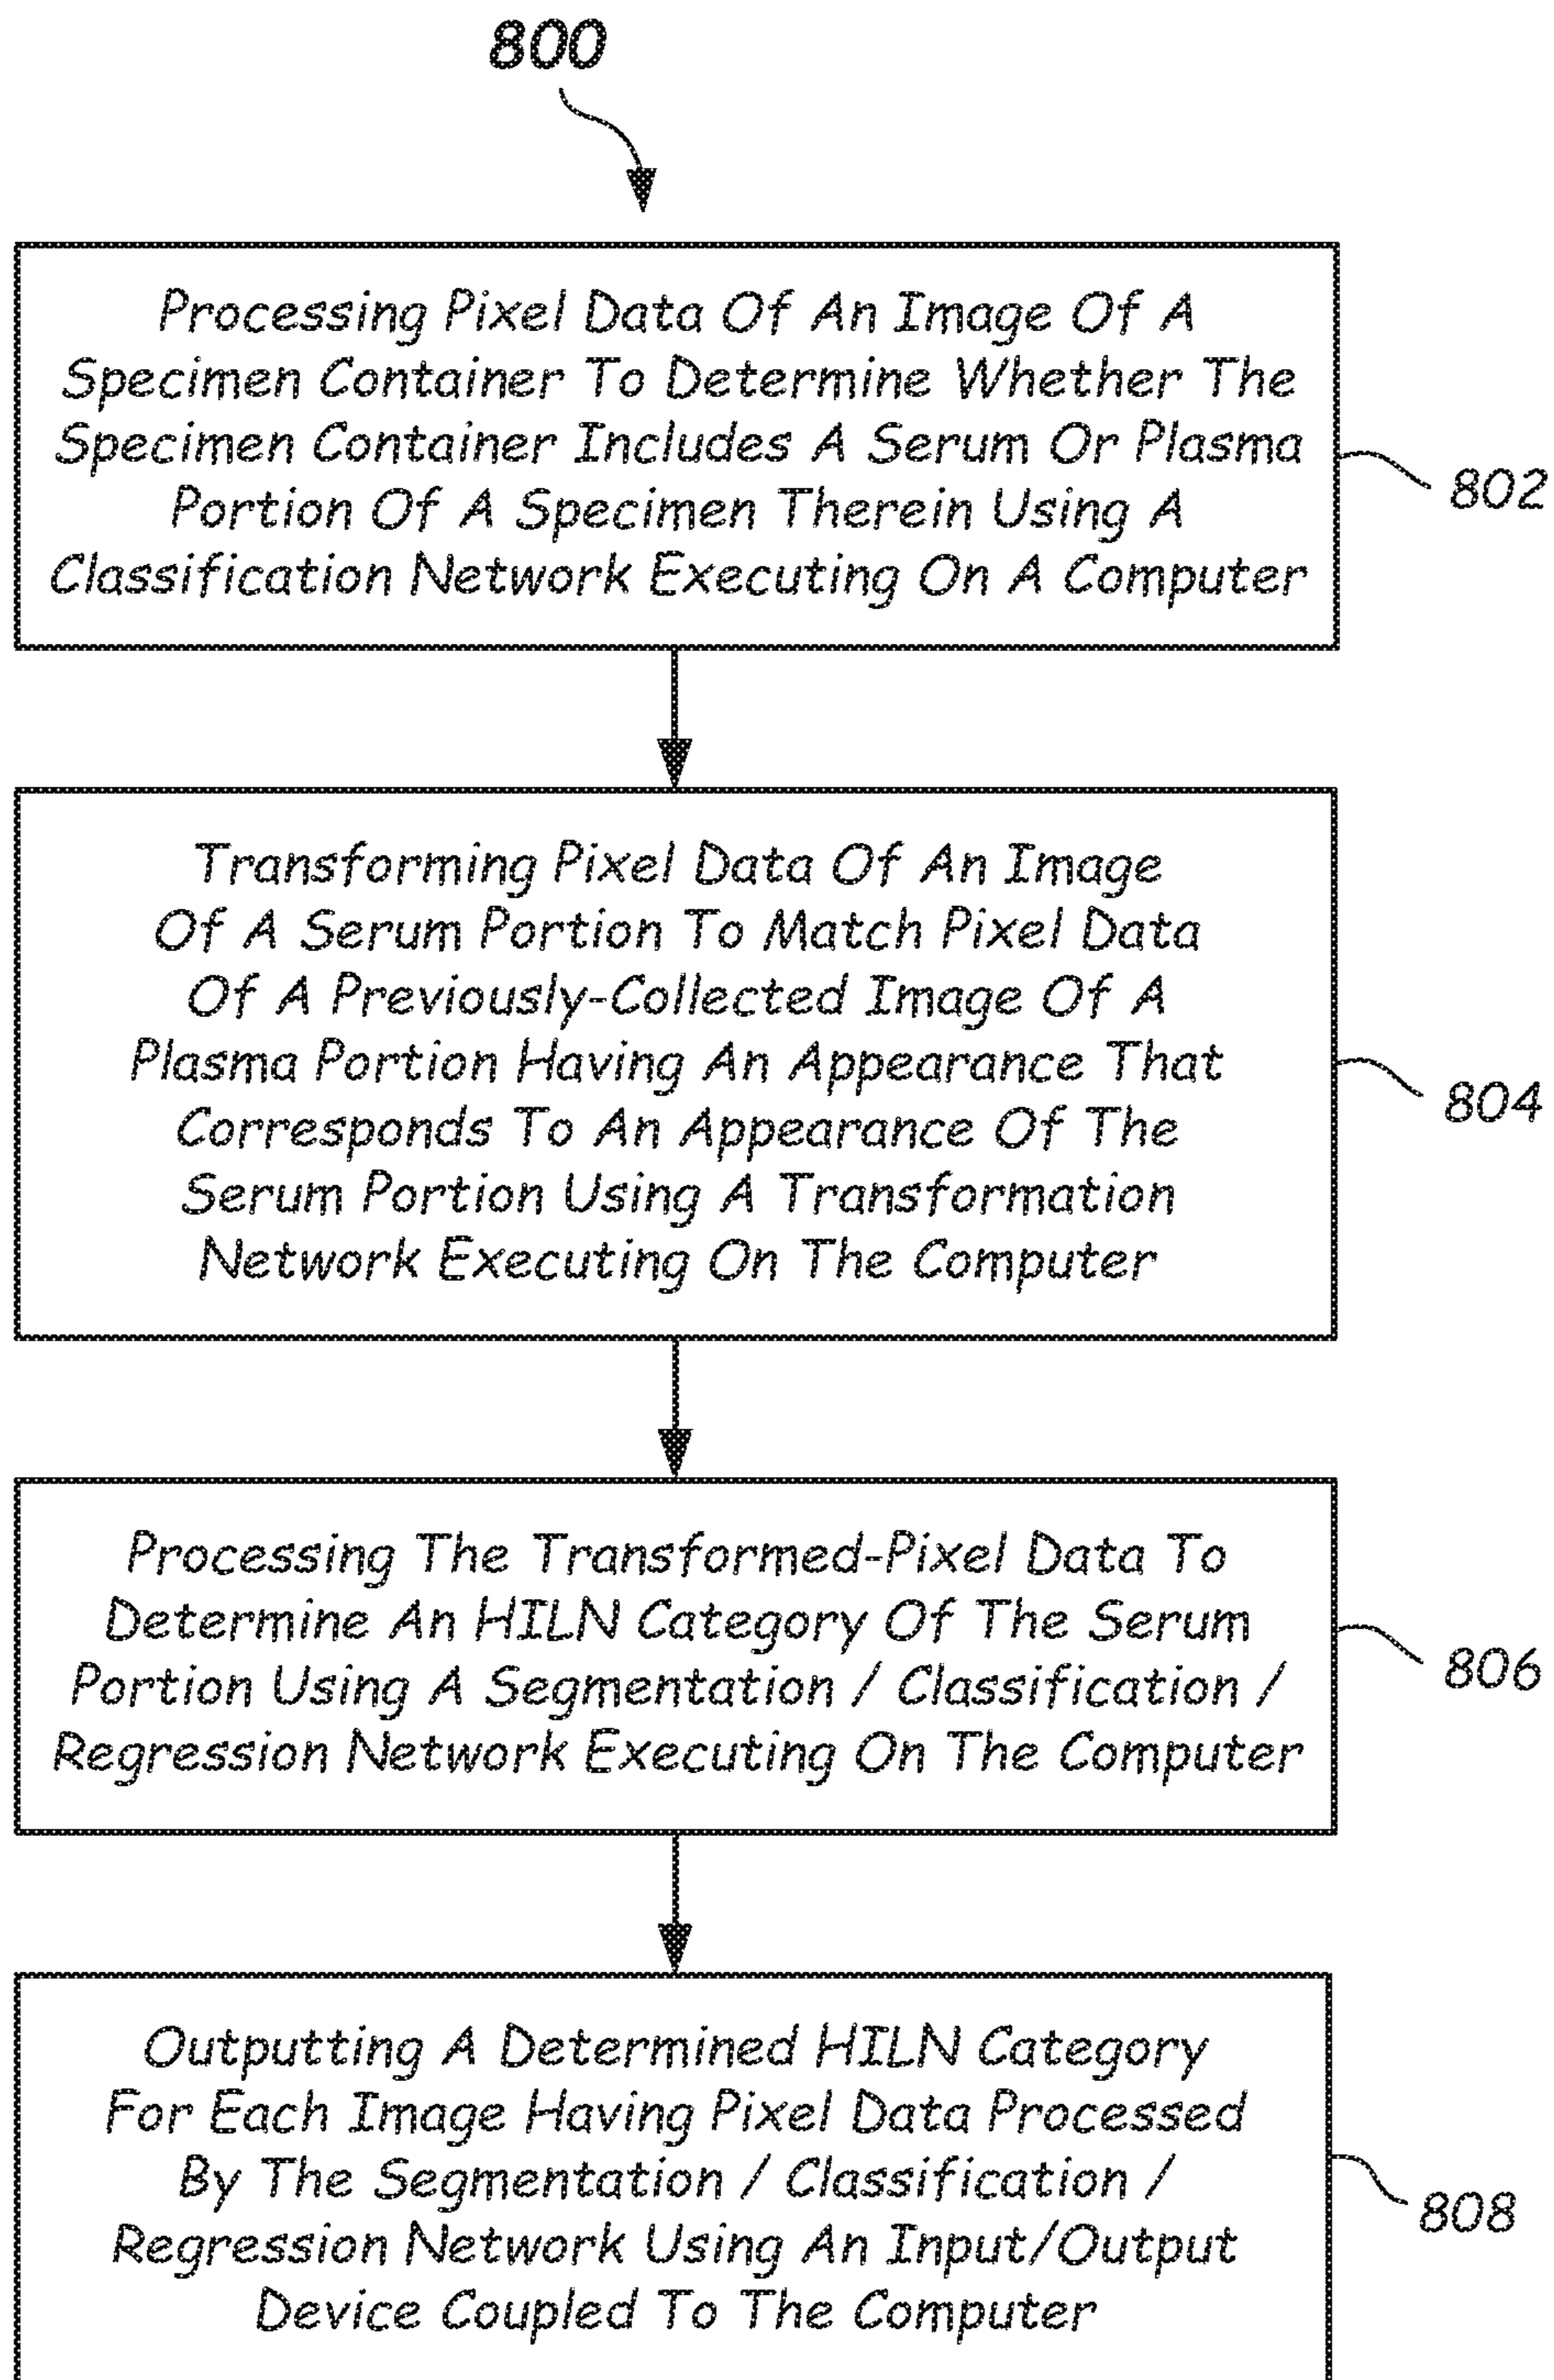 800
Processing Pixel Data Of An Image Of A
Specimen Container To Determine Whether The
Specimen Container Includes A Serum Or Plasma
Portion Of A Specimen Therein Using A
Classification Network Executing On A Computer
802
Transforming Pixel Data Of An Image
Of A Serum Portion To Match Pixel Data
Of A Previously-Collected Image Of A
Plasma Portion Having An Appearance That
Corresponds To An Appearance Of The
Serum Portion Using A Transformation
Network Executing On The Computer
804
Processing The Transformed-Pixel Data To
Determine An HILN Category Of The Serum
Portion Using A Segmentation / Classification /
Regression Network Executing On The Computer
806
Outputting A Determined HILN Category
For Each Image Having Pixel Data Processed
By The Segmentation / Classification /
Regression Network Using An Input/Output
Device Coupled To The Computer
808